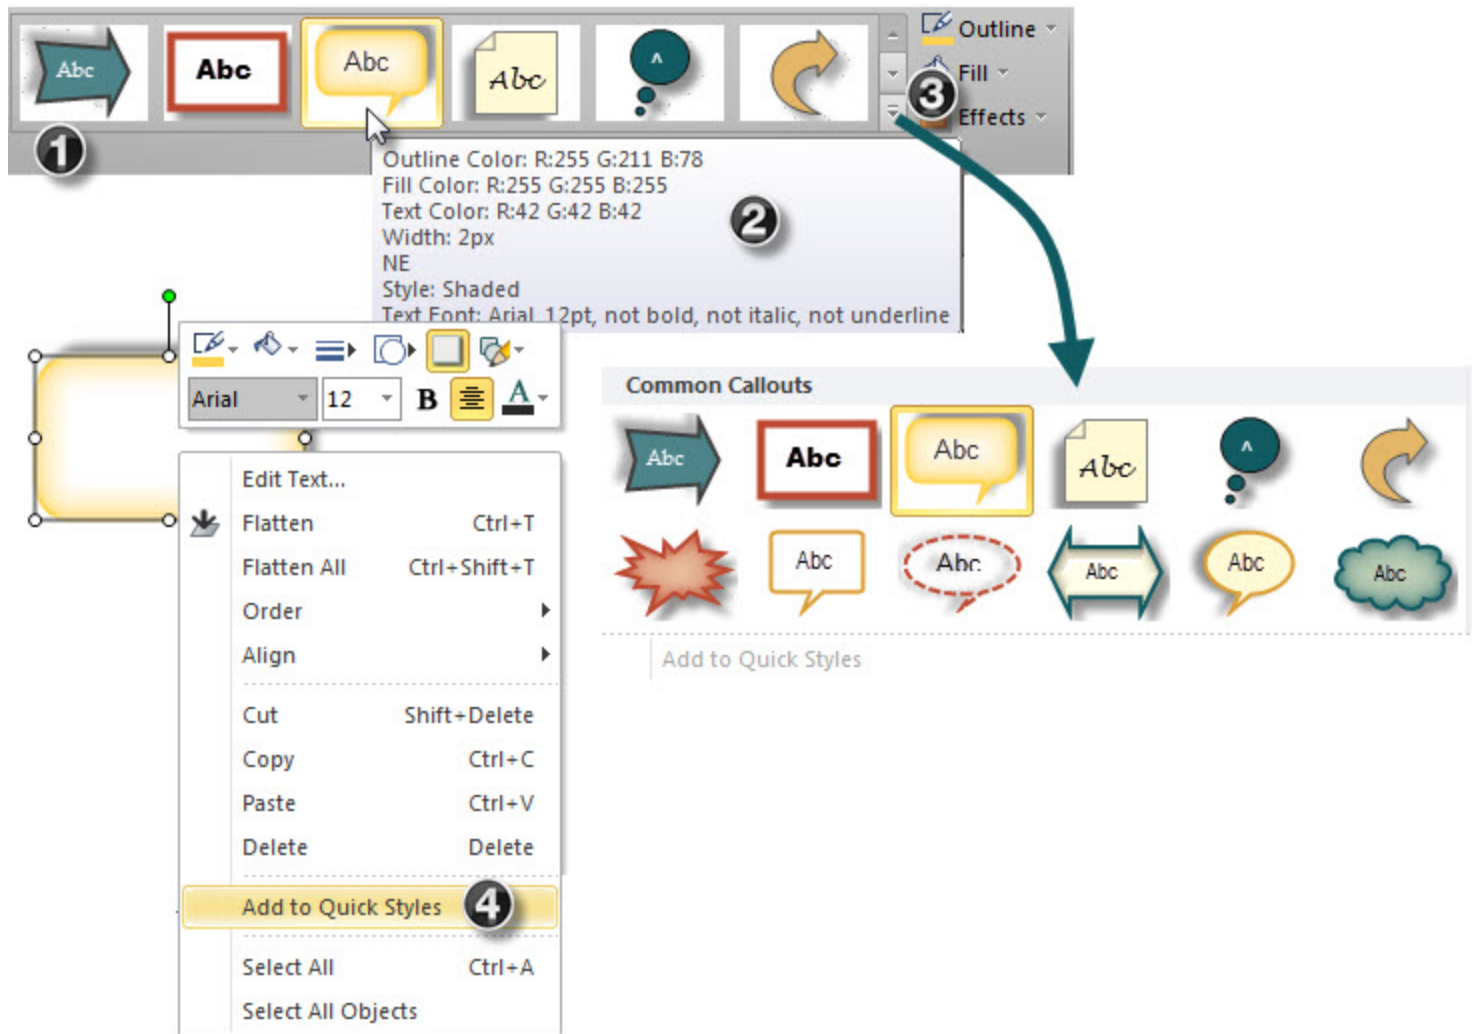 Abc
Abc
Abc
Abc
^
Outline
Fill
Effects
1
3
Outline Color: R:255 G:211 B:78
Fill Color: R:255 G:255 B:255
Text Color: R:42 G:42 B:42
Width: 2px
NE
Style: Shaded
Text Font: Arial, 12pt, not bold, not italic, not underline
2
Arial
12
B
A
Edit Text...
Flatten Ctrl+T
Flatten All Ctrl+Shift+T
Order
Align
Cut Shift+Delete
Copy Ctrl+C
Paste Ctrl+V
Delete Delete
Add to Quick Styles
4
Select All Ctrl+A
Select All Objects
Common Callouts
Abc
Abc
Abc
Abc
^
Abc
Abc
Abc
Abc
Abc
Add to Quick Styles